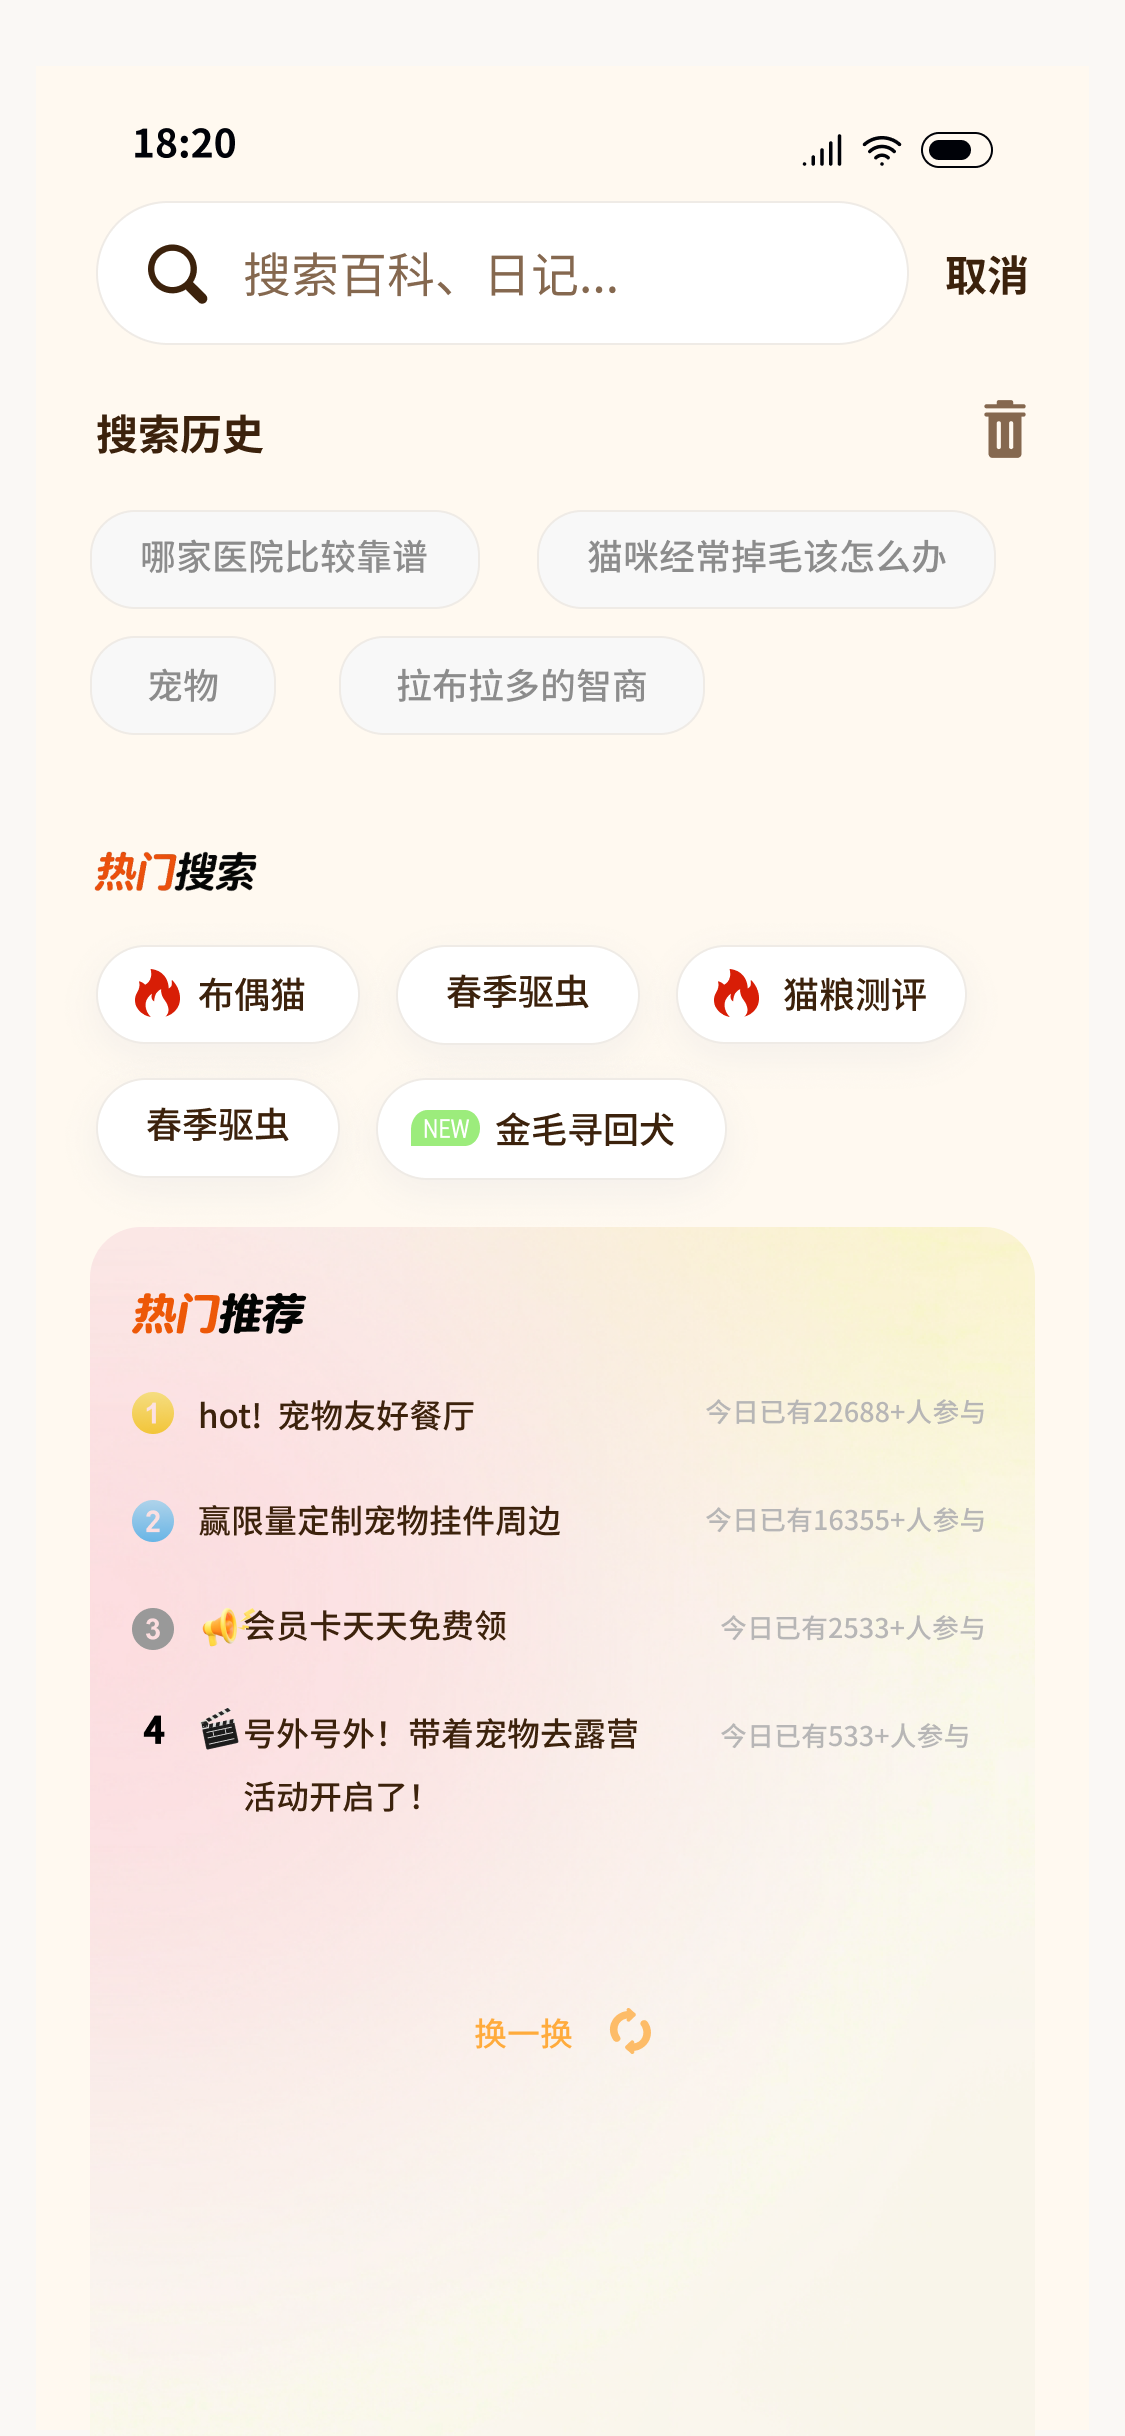 18:20
搜索百科、日记...
取消
搜索历史
哪家医院比较靠谱
猫咪经常掉毛该怎么办
宠物
拉布拉多的智商
热门搜索
布偶猫
春季驱虫
猫粮测评
春季驱虫
NEW 金毛寻回犬
热门推荐
1 hot! 宠物友好餐厅 今日已有22688+人参与
2 赢限量定制宠物挂件周边 今日已有16355+人参与
3 会员卡天天免费领 今日已有2533+人参与
4 号外号外！带着宠物去露营 今日已有533+人参与
活动开启了！
换一换